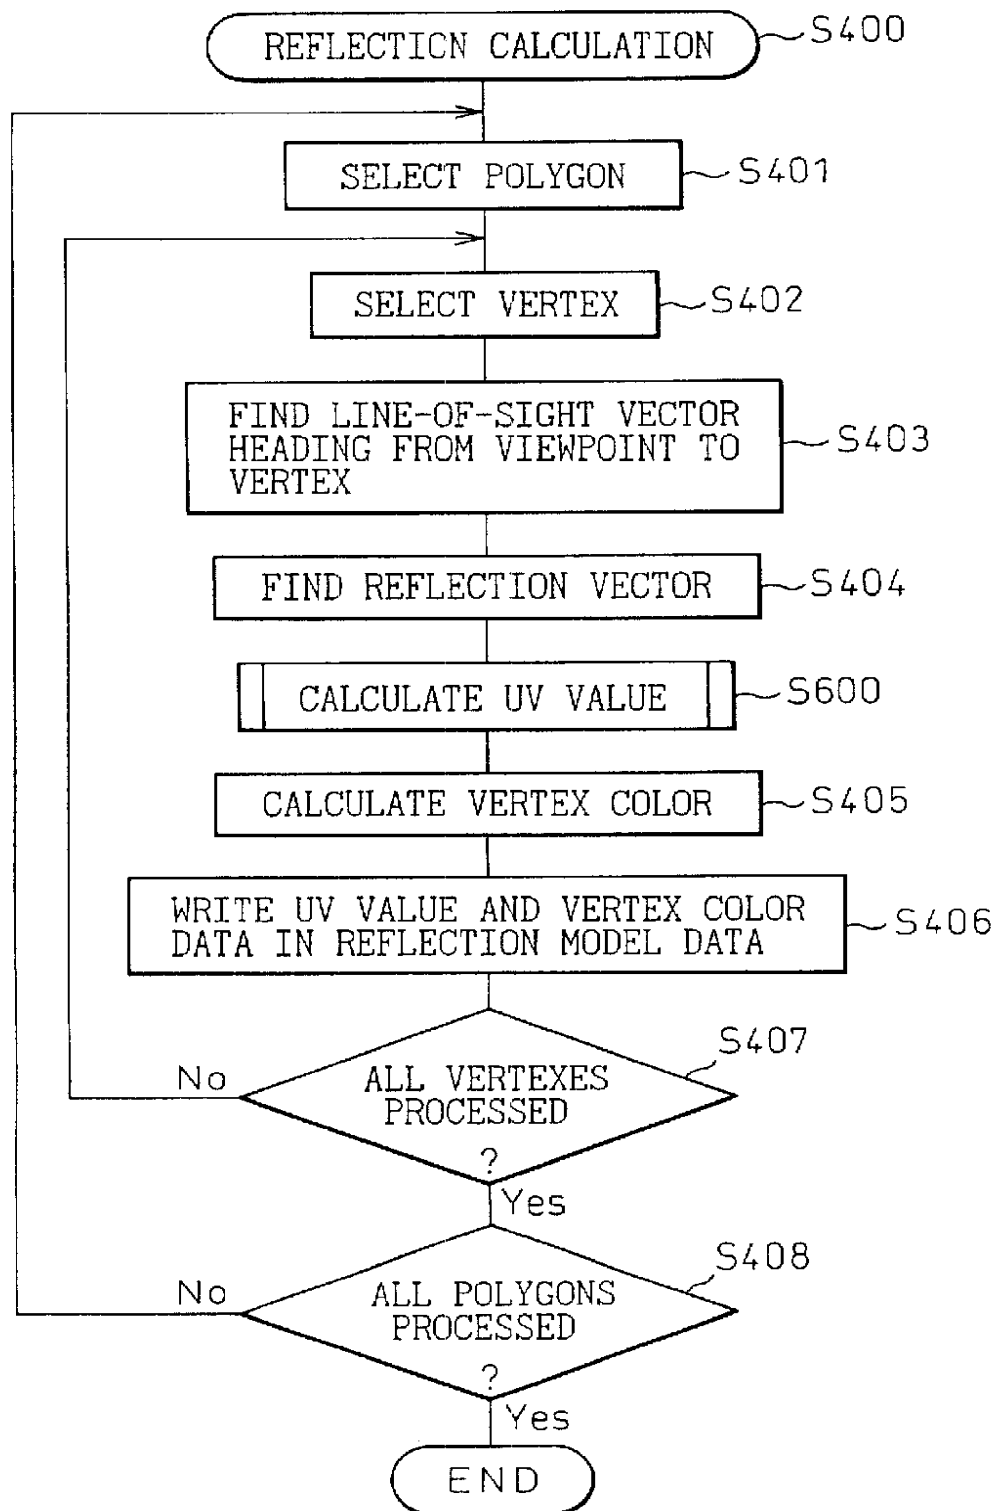 REFLECTION CALCULATION S400
SELECT POLYGON S401
SELECT VERTEX S402
FIND LINE-OF-SIGHT VECTOR
HEADING FROM VIEWPOINT TO S403
VERTEX
FIND REFLECTION VECTOR S404
CALCULATE UV VALUE S600
CALCULATE VERTEX COLOR S405
WRITE UV VALUE AND VERTEX COLOR
DATA IN REFLECTION MODEL DATA S406
S407
No ALL VERTEXES
PROCESSED
?
Yes
S408
No ALL POLYGONS
PROCESSED
?
Yes
END